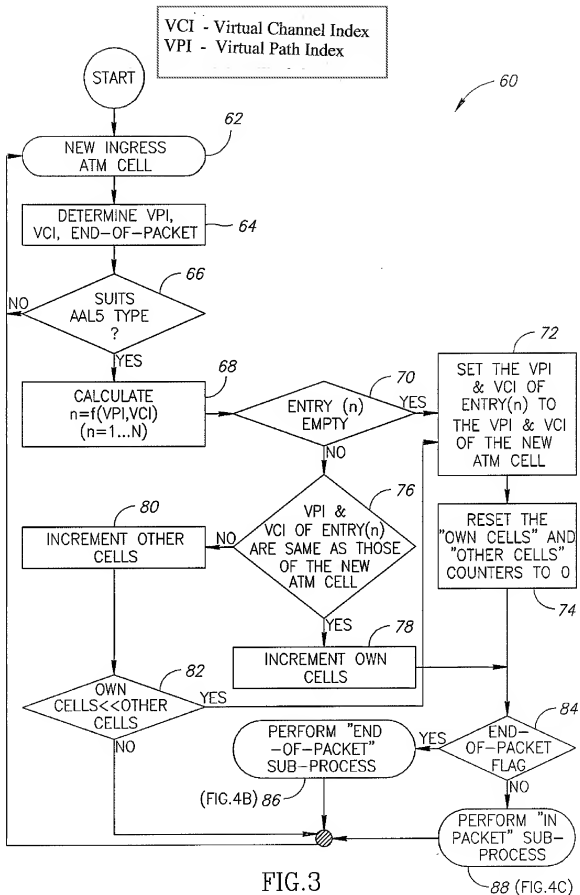 VCI - Virtual Channel Index
VPI - Virtual Path Index
60
START
62
NEW INGRESS
ATM CELL
DETERMINE VPI,
VCI, END-OF-PACKET
64
66
NO
SUITS
AAL5 TYPE
?
YES
68
CALCULATE
n=f(VPI,VCI)
(n=1...N)
70
ENTRY (n)
EMPTY
YES
NO
72
SET THE VPI
& VCI OF
ENTRY(n) TO
THE VPI & VCI
OF THE NEW
ATM CELL
76
VPI &
VCI OF ENTRY(n)
ARE SAME AS THOSE
OF THE NEW
ATM CELL
NO
YES
80
INCREMENT OTHER
CELLS
RESET THE
"OWN CELLS" AND
"OTHER CELLS"
COUNTERS TO 0
74
78
INCREMENT OWN
CELLS
82
OWN
CELLS<<OTHER
CELLS
YES
NO
84
END-
OF-PACKET
FLAG
YES
NO
PERFORM "END
-OF-PACKET"
SUB-PROCESS
(FIG.4B) 86
PERFORM "IN
PACKET" SUB-
PROCESS
88 (FIG.4C)
FIG.3